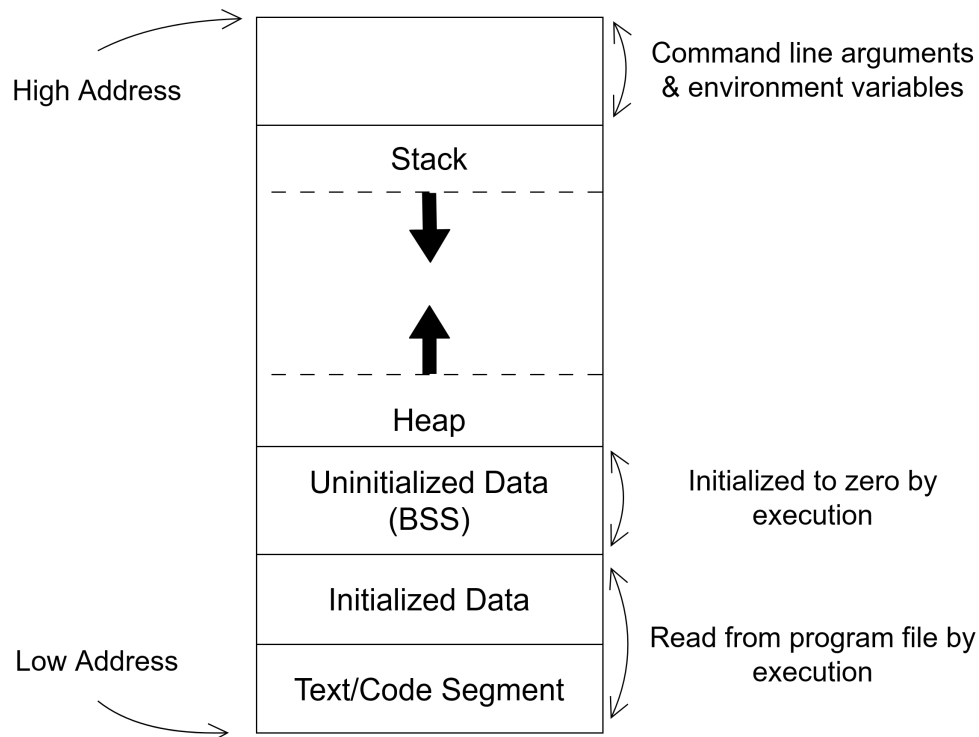 High Address
Command line arguments
& environment variables
Stack
Heap
Uninitialized Data
(BSS)
Initialized to zero by
execution
Initialized Data
Low Address
Read from program file by
execution
Text/Code Segment